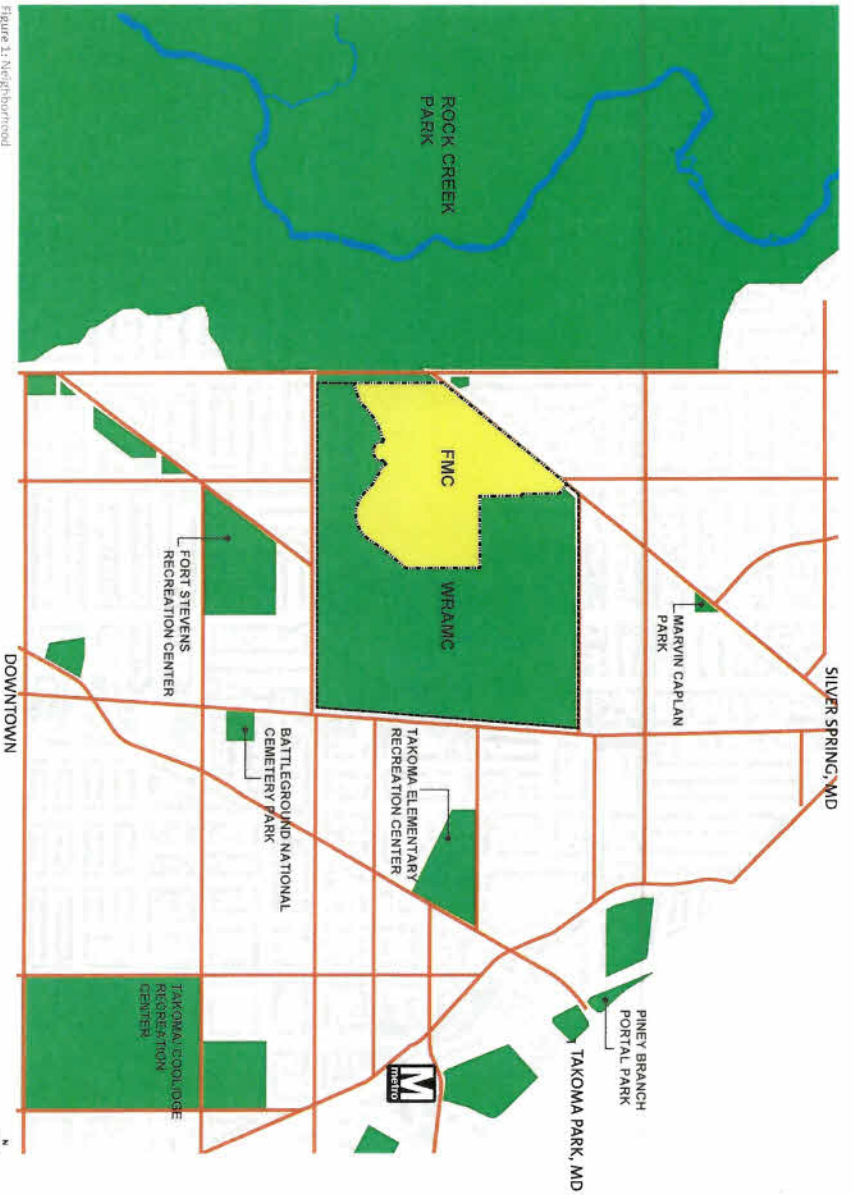 SILVER SPRING, MD
ROCK CREEK
PARK
MARVIN CAPLAN
PARK
PINEY BRANCH
PORTAL PARK
TAKOMA PARK, MD
FMC
WRAMC
TAKOMA ELEMENTARY
RECREATION CENTER
M
metro
FORT STEVENS
RECREATION CENTER
BATTLEGROUND NATIONAL
CEMETERY PARK
TAKOMA/COOLIDGE
RECREATION
CENTER
DOWNTOWN
N
Figure 1: Neighborhood